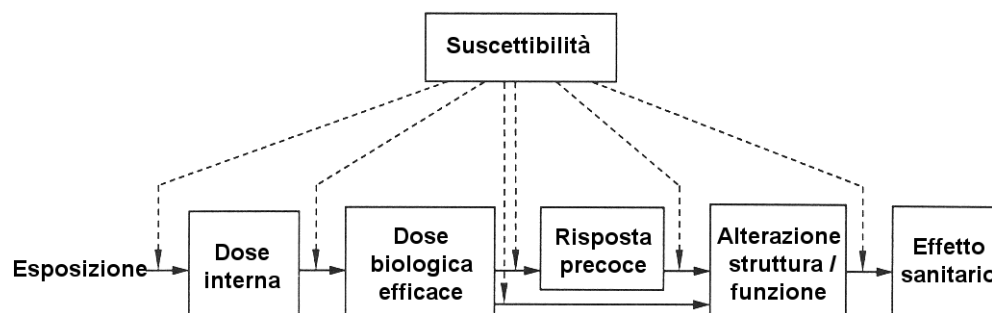 Suscettibilità
Esposizione
Dose
interna
Dose
biologica
efficace
Risposta
precoce
Alterazione
struttura /
funzione
Effetto
sanitario